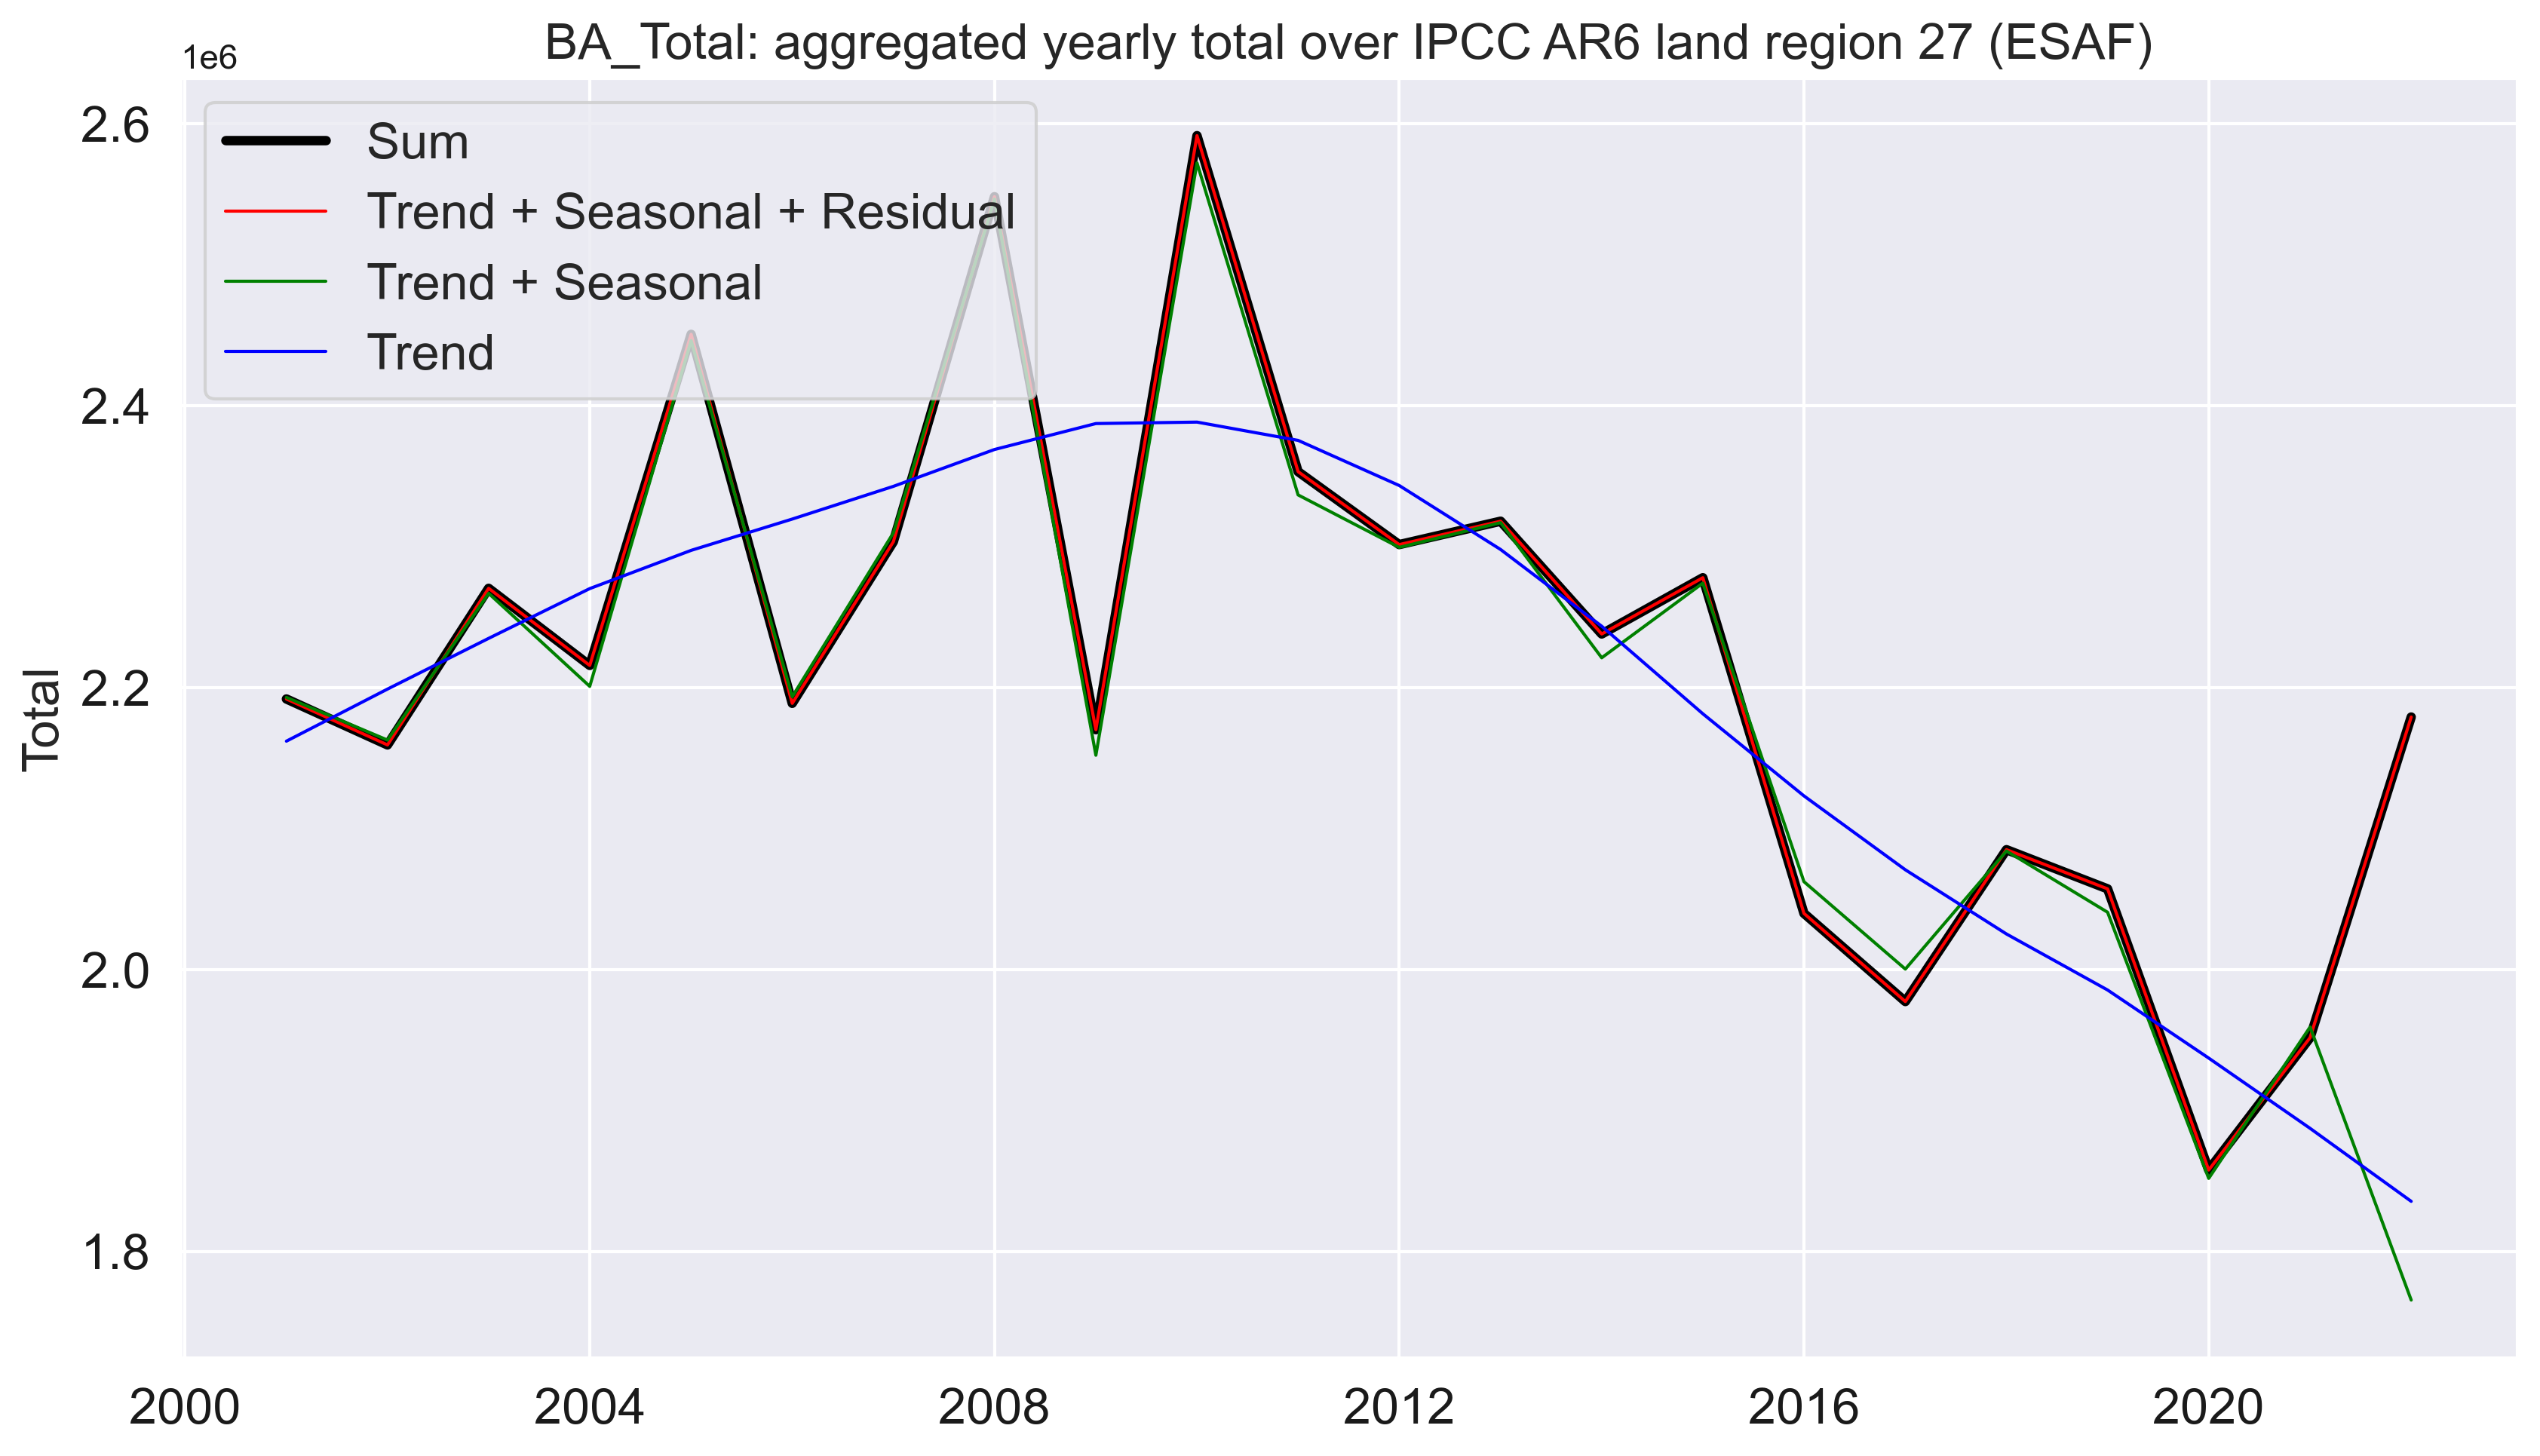 BA_Total: aggregated yearly total over IPCC AR6 land region 27 (ESAF)
1e6
Sum
Trend + Seasonal + Residual
Trend + Seasonal
Trend
2.6
2.4
2.2
2.0
1.8
Total
2000 2004 2008 2012 2016 2020